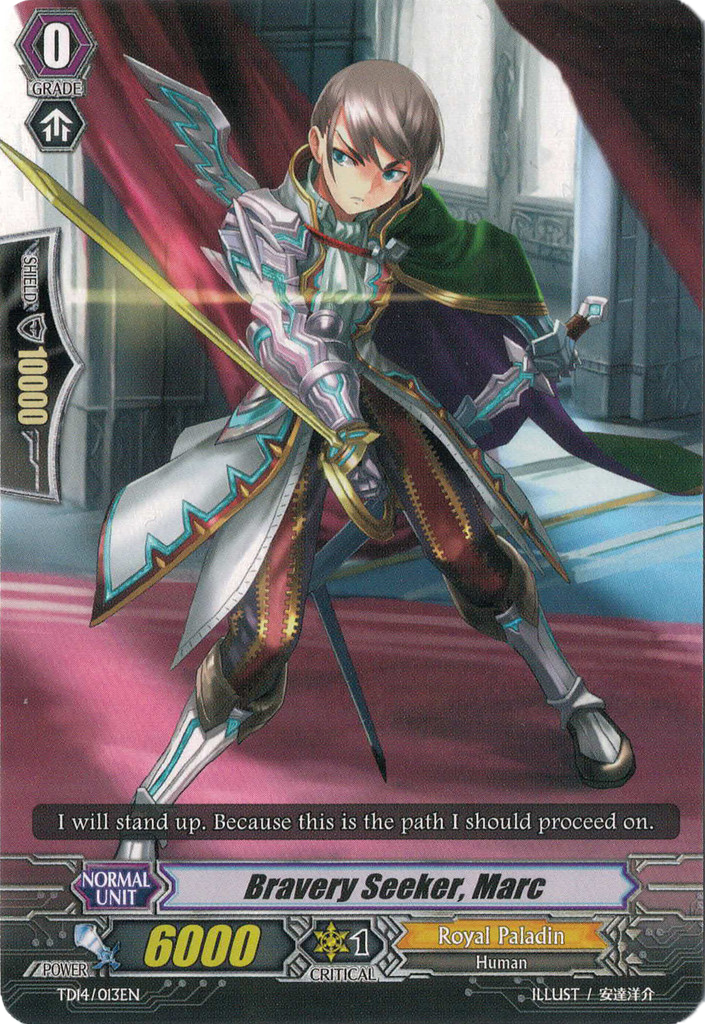 0
GRADE
SHIELD
10000
I will stand up. Because this is the path I should proceed on.
NORMAL
UNIT
Bravery Seeker, Marc
POWER
6000
1
CRITICAL
Royal Paladin
Human
TD14/013EN
ILLUST / 安達洋介